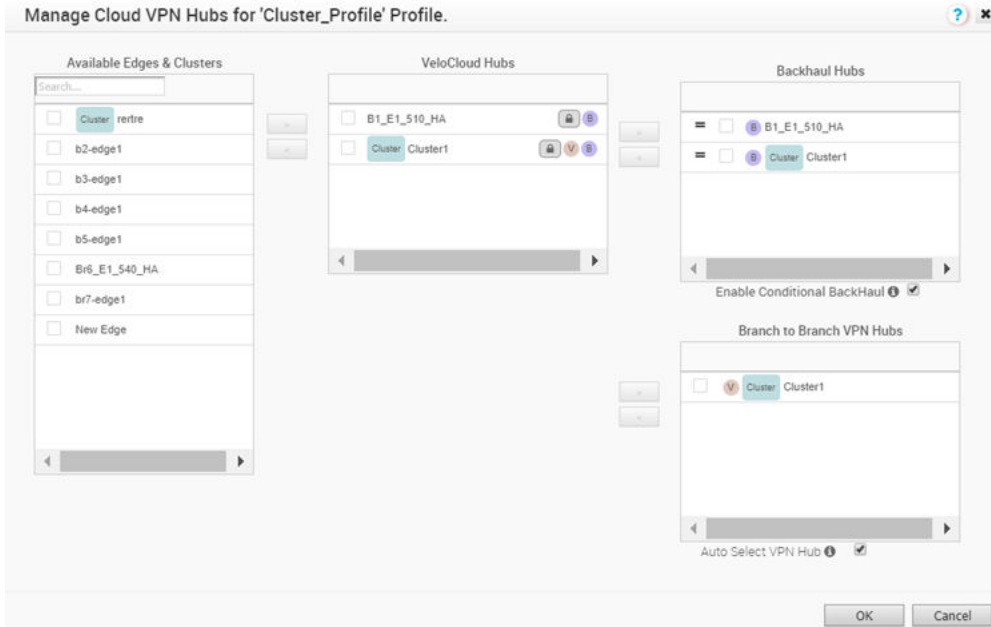 Manage Cloud VPN Hubs for 'Cluster_Profile' Profile.
?
Available Edges & Clusters
Search...
Cluster rertre
b2-edge1
b3-edge1
b4-edge1
b5-edge1
Br6_E1_540_HA
br7-edge1
New Edge
VeloCloud Hubs
B1_E1_510_HA B
Cluster Cluster1 V B
Backhaul Hubs
B B1_E1_510_HA
B Cluster Cluster1
Enable Conditional BackHaul
Branch to Branch VPN Hubs
V Cluster Cluster1
Auto Select VPN Hub
OK
Cancel